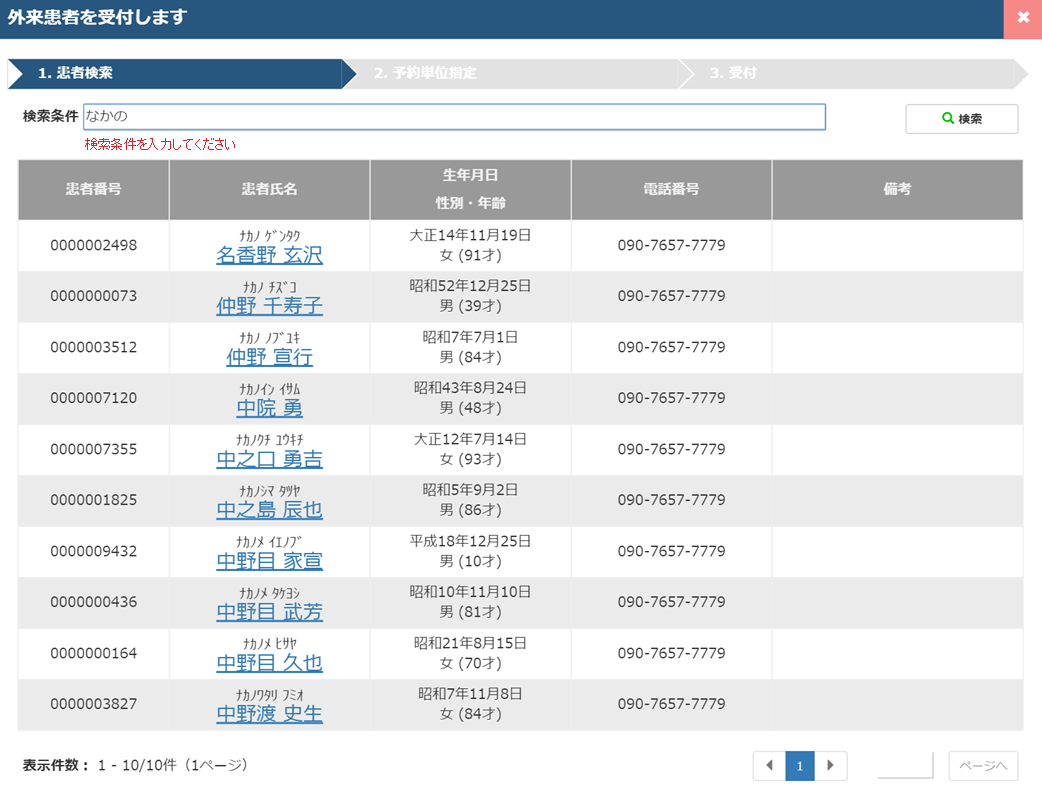 外来患者を受付します
1. 患者検索 2. 予約単位指定 3. 受付
検索条件 なかの 検索
検索条件を入力してください
患者番号 患者氏名 生年月日 性別・年齢 電話番号 備考
ﾅｶﾉ ｹﾞﾝﾀｸ 大正14年11月19日
0000002498 名香野 玄沢 女 (91才) 090-7657-7779
ﾅｶﾉ ﾁｽﾞｺ 昭和52年12月25日
0000000073 仲野 千寿子 男 (39才) 090-7657-7779
ﾅｶﾉ ﾉﾌﾞﾕｷ 昭和7年7月1日
0000003512 仲野 宣行 男 (84才) 090-7657-7779
ﾅｶﾉｲﾝ ｲｻﾑ 昭和43年8月24日
0000007120 中院 勇 男 (48才) 090-7657-7779
ﾅｶﾉｸﾁ ﾕｳｷﾁ 大正12年7月14日
0000007355 中之口 勇吉 女 (93才) 090-7657-7779
ﾅｶﾉｼﾏ ﾀﾂﾔ 昭和5年9月2日
0000001825 中之島 辰也 男 (86才) 090-7657-7779
ﾅｶﾉﾒ ｲｴﾉﾌﾞ 平成18年12月25日
0000009432 中野目 家宣 男 (10才) 090-7657-7779
ﾅｶﾉﾒ ﾀｹﾖｼ 昭和10年11月10日
0000000436 中野目 武芳 男 (81才) 090-7657-7779
ﾅｶﾉﾒ ﾋｻﾔ 昭和21年8月15日
0000000164 中野目 久也 女 (70才) 090-7657-7779
ﾅｶﾉﾜﾀﾘ ﾌﾐｵ 昭和7年11月8日
0000003827 中野渡 史生 女 (84才) 090-7657-7779
表示件数： 1 - 10/10件（1ページ） 1 ページへ